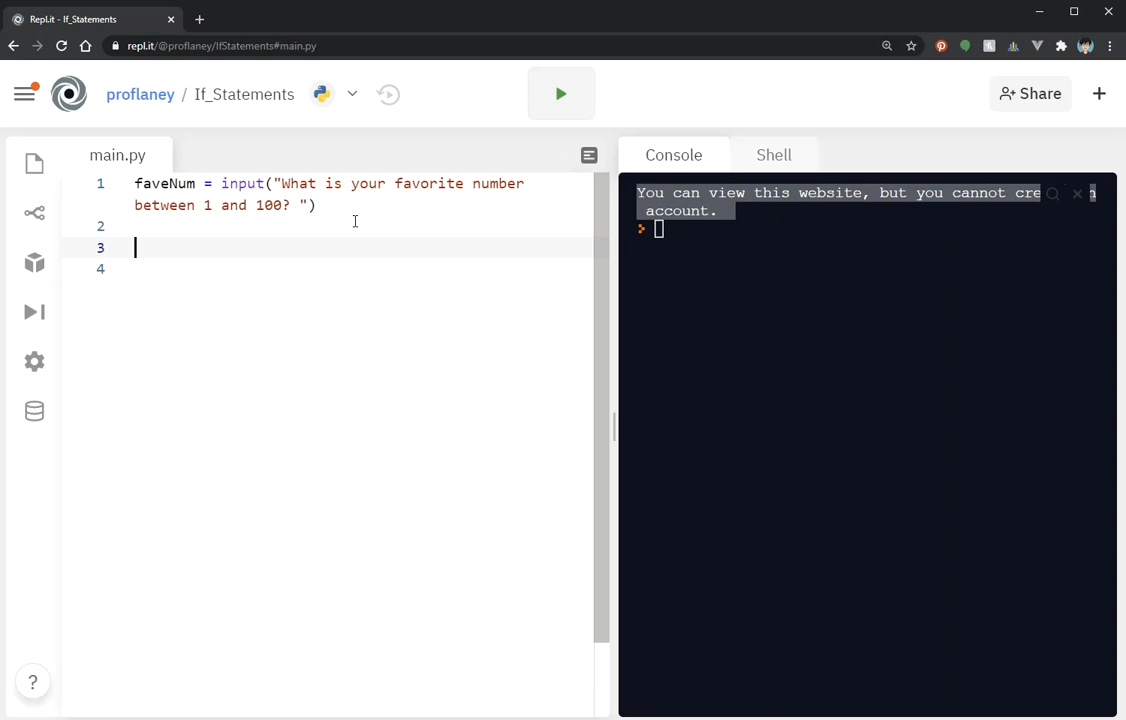 Repl.it - If_Statements
repl.it/@proflaney/IfStatements#main.py
proflaney / If_Statements
Share
main.py
1 faveNum = input("What is your favorite number
between 1 and 100? ")
2
3
4
?
Console Shell
You can view this website, but you cannot cre n
account.